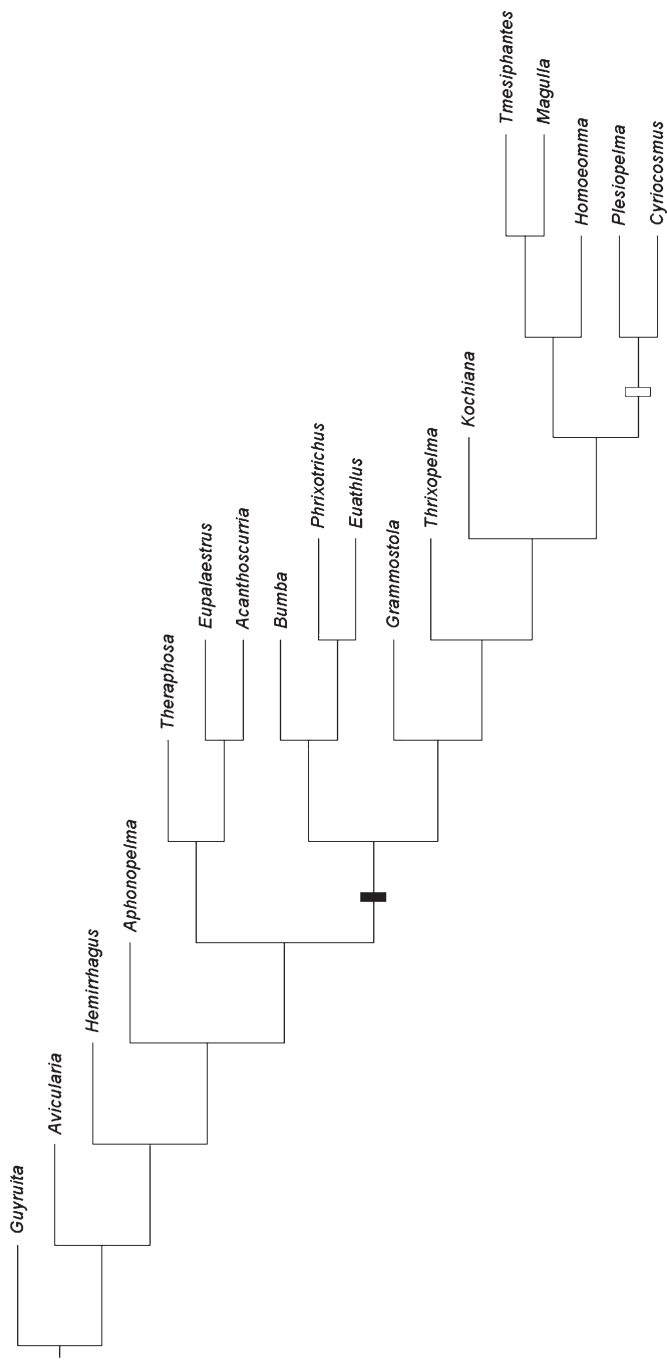 Guyruita
Avicularia
Hemirrhagus
Aphonopelma
Theraphosa
Eupalaestrus
Acanthoscurria
Bumba
Phrixotrichus
Euathlus
Grammostola
Thrixopelma
Kochiana
Tmesiphantes
Magulla
Homoeomma
Plesiopelma
Cyriocosmus